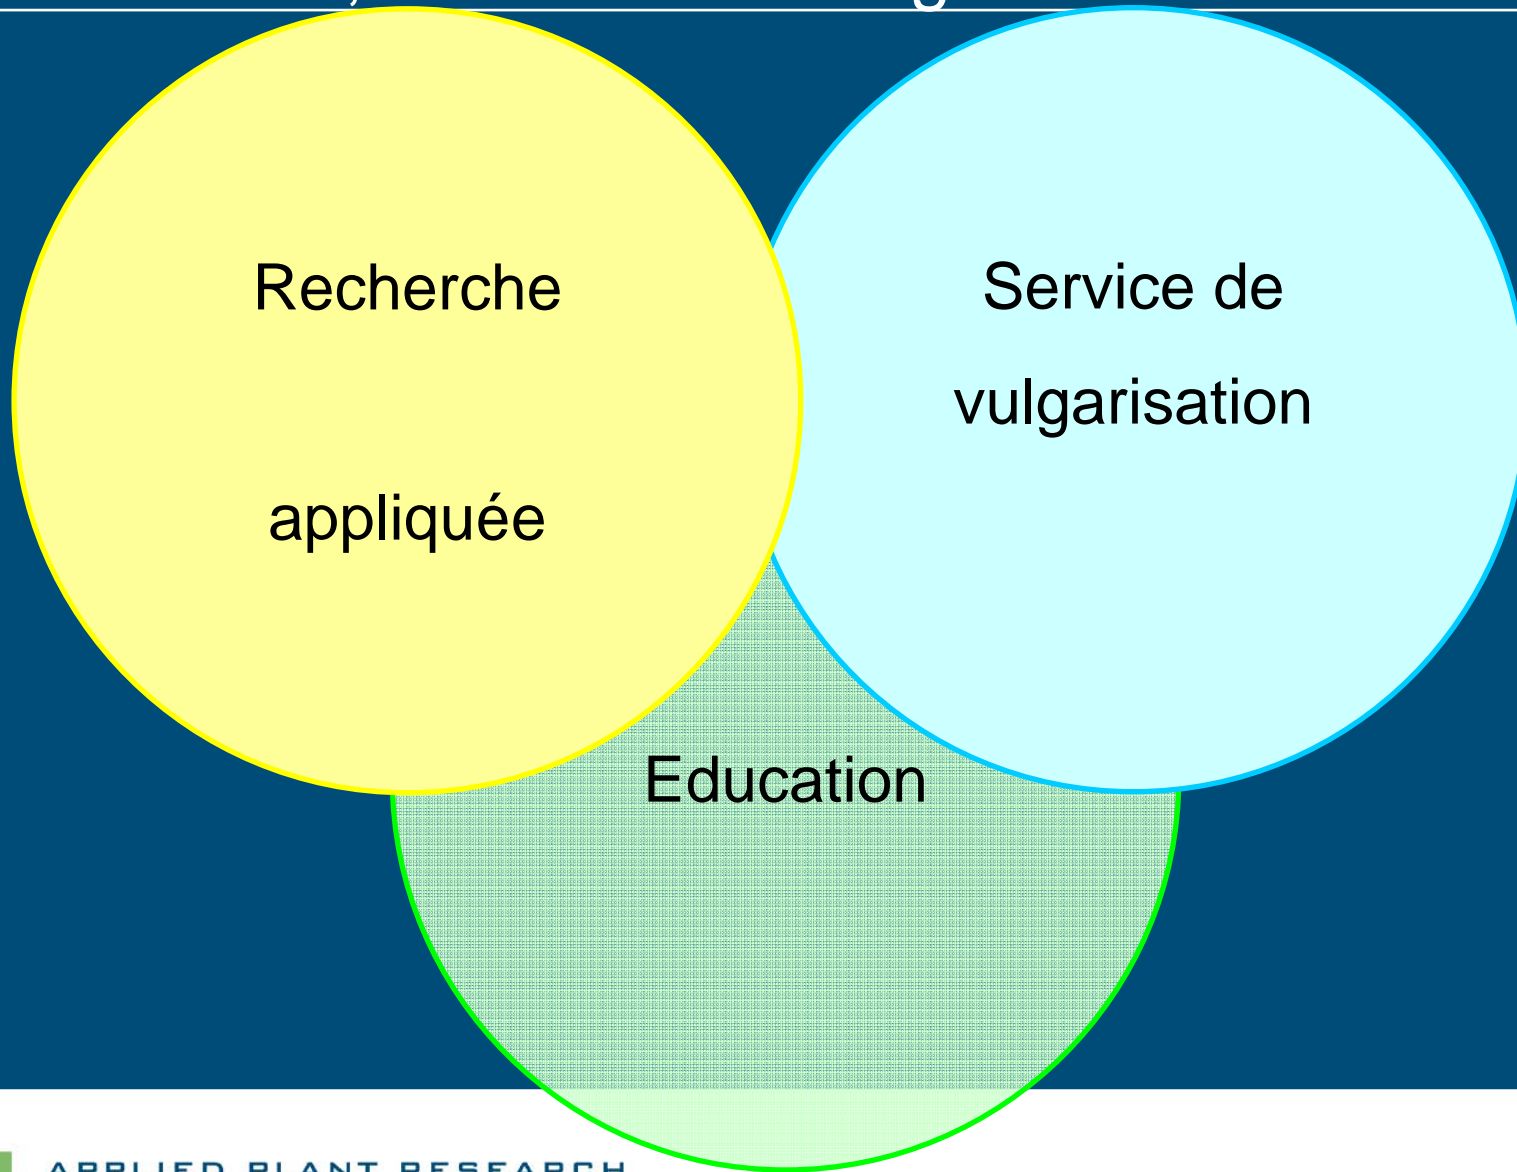 Recherche
appliquée
Service de
vulgarisation
Education
APPLIED PLANT RESEARCH